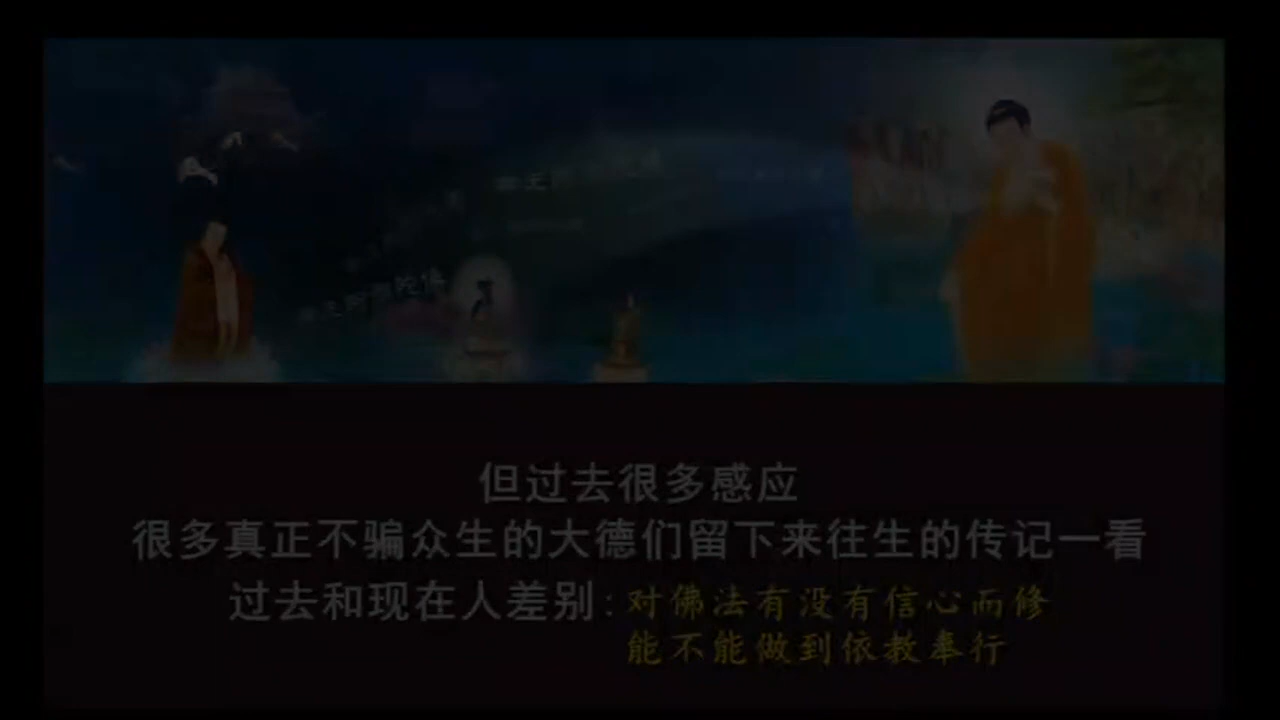 但过去很多感应
很多真正不骗众生的大德们留下来往生的传记一看
过去和现在人差别:对佛法有没有信心而修
能不能做到依教奉行